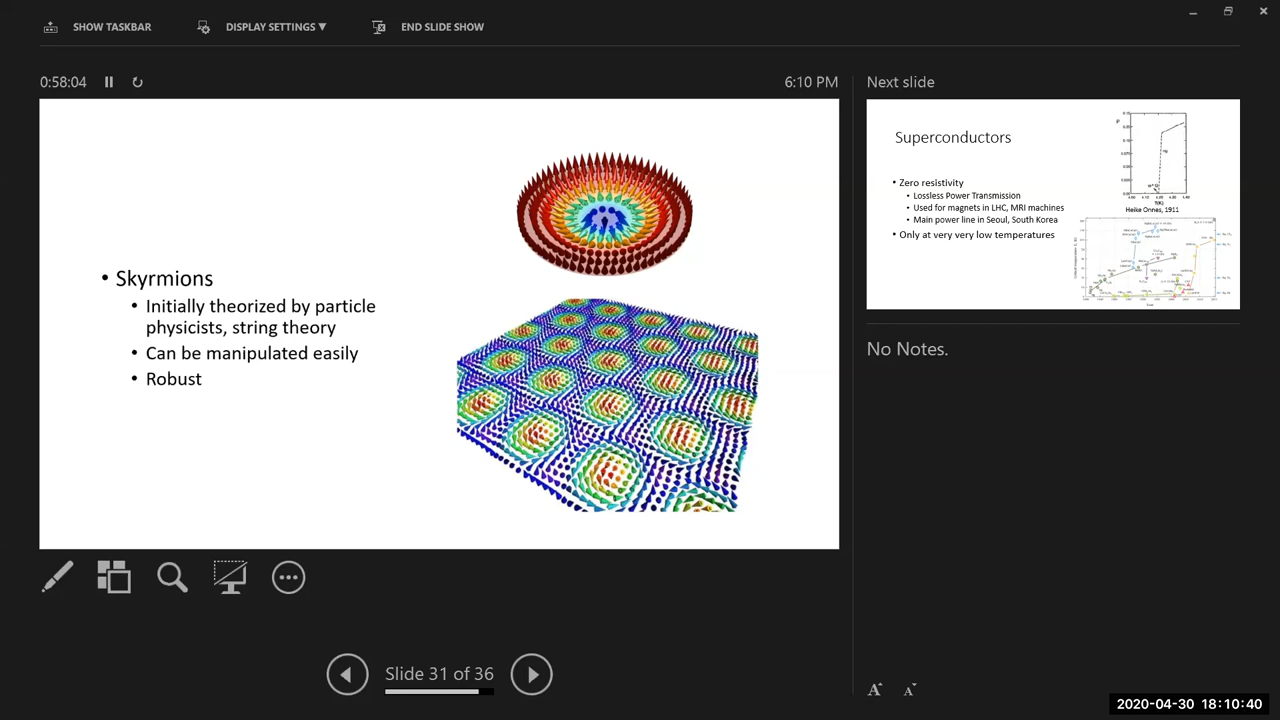 SHOW TASKBAR
DISPLAY SETTINGS ▼
END SLIDE SHOW
0:58:04
6:10 PM
• Skyrmions
• Initially theorized by particle
physicists, string theory
• Can be manipulated easily
• Robust
Next slide
Superconductors
• Zero resistivity
• Lossless Power Transmission
• Used for magnets in LHC, MRI machines
• Main power line in Seoul, South Korea
• Only at very very low temperatures
Heike Onnes, 1911
No Notes.
Slide 31 of 36
A A
2020-04-30 18:10:40